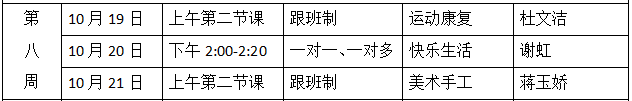 第八周
10月19日 上午第二节课 跟班制 运动康复 杜文洁
10月20日 下午2:00-2:20 一对一、一对多 快乐生活 谢虹
10月21日 上午第二节课 跟班制 美术手工 蒋玉娇